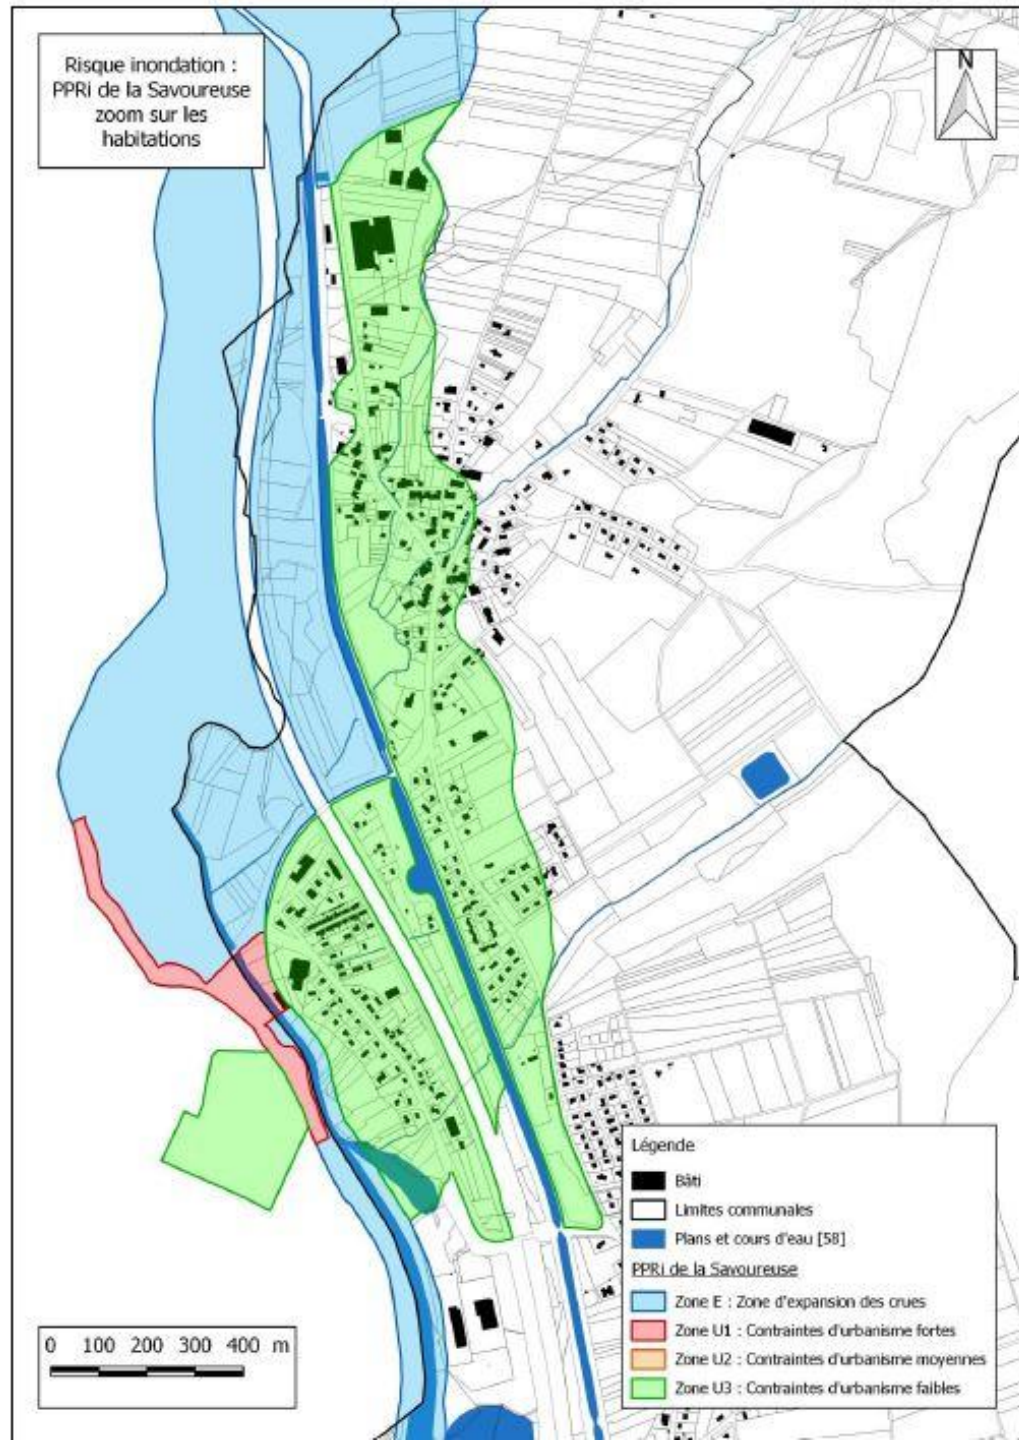 Risque inondation :
PPRi de la Savoureuse
zoom sur les
habitations
N
Légende
Bâti
Limites communales
Plans et cours d'eau [58]
PPRi de la Savoureuse
Zone E : Zone d'expansion des crues
Zone U1 : Contraintes d'urbanisme fortes
Zone U2 : Contraintes d'urbanisme moyennes
Zone U3 : Contraintes d'urbanisme faibles
0 100 200 300 400 m